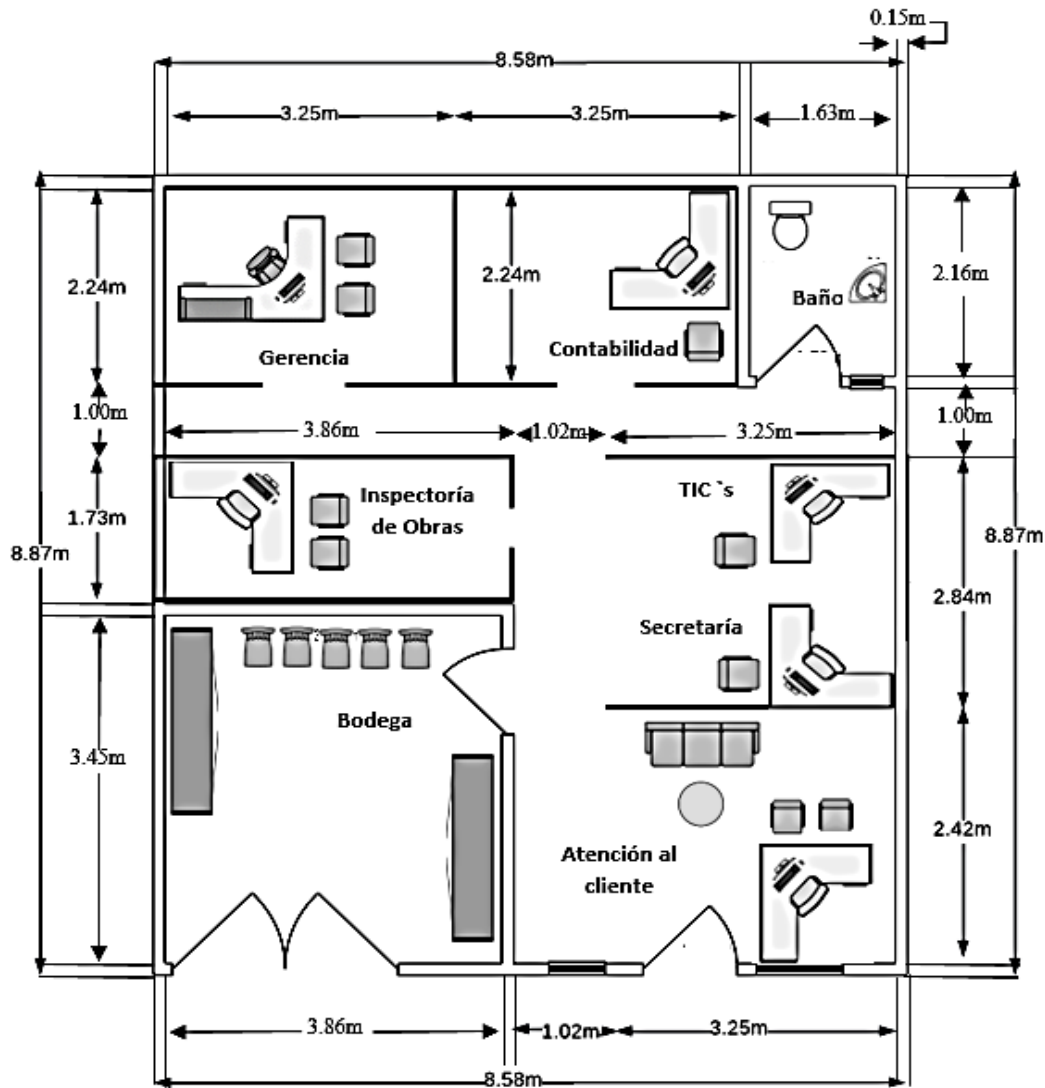 0.15m
8.58m
3.25m
3.25m
1.63m
2.24m
2.24m
2.16m
Baño
Gerencia
Contabilidad
1.00m
1.00m
3.86m
1.02m
3.25m
Inspectoría
de Obras
TIC`s
1.73m
8.87m
8.87m
2.84m
Secretaría
Bodega
3.45m
2.42m
Atención al
cliente
3.86m
1.02m
3.25m
8.58m